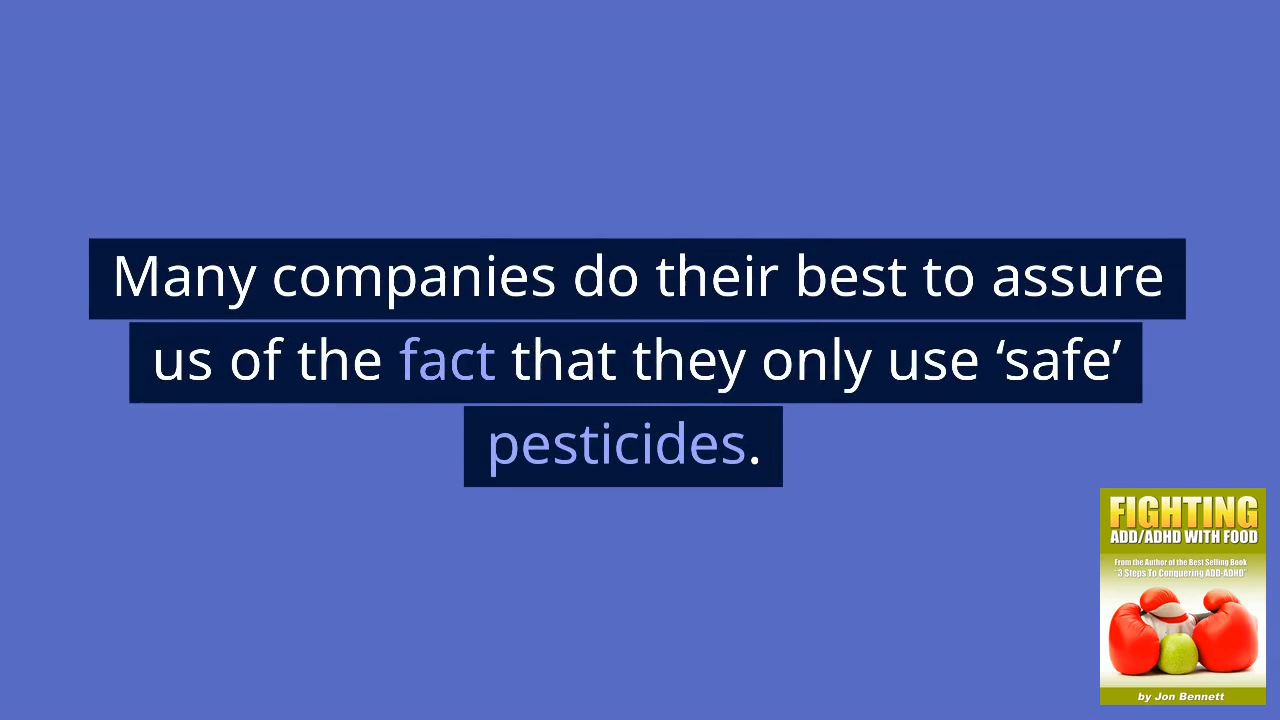 Many companies do their best to assure
us of the fact that they only use ‘safe’
pesticides.
FIGHTING
ADD/ADHD WITH FOOD
From the Author of the Best Selling Book
"3 Steps To Conquering ADD-ADHD"
by Jon Bennett